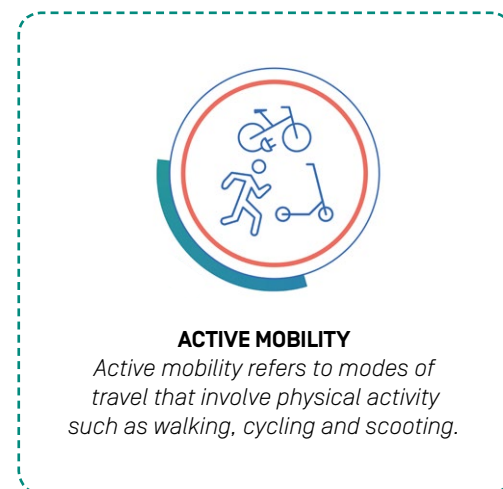 ACTIVE MOBILITY
Active mobility refers to modes of
travel that involve physical activity
such as walking, cycling and scooting.